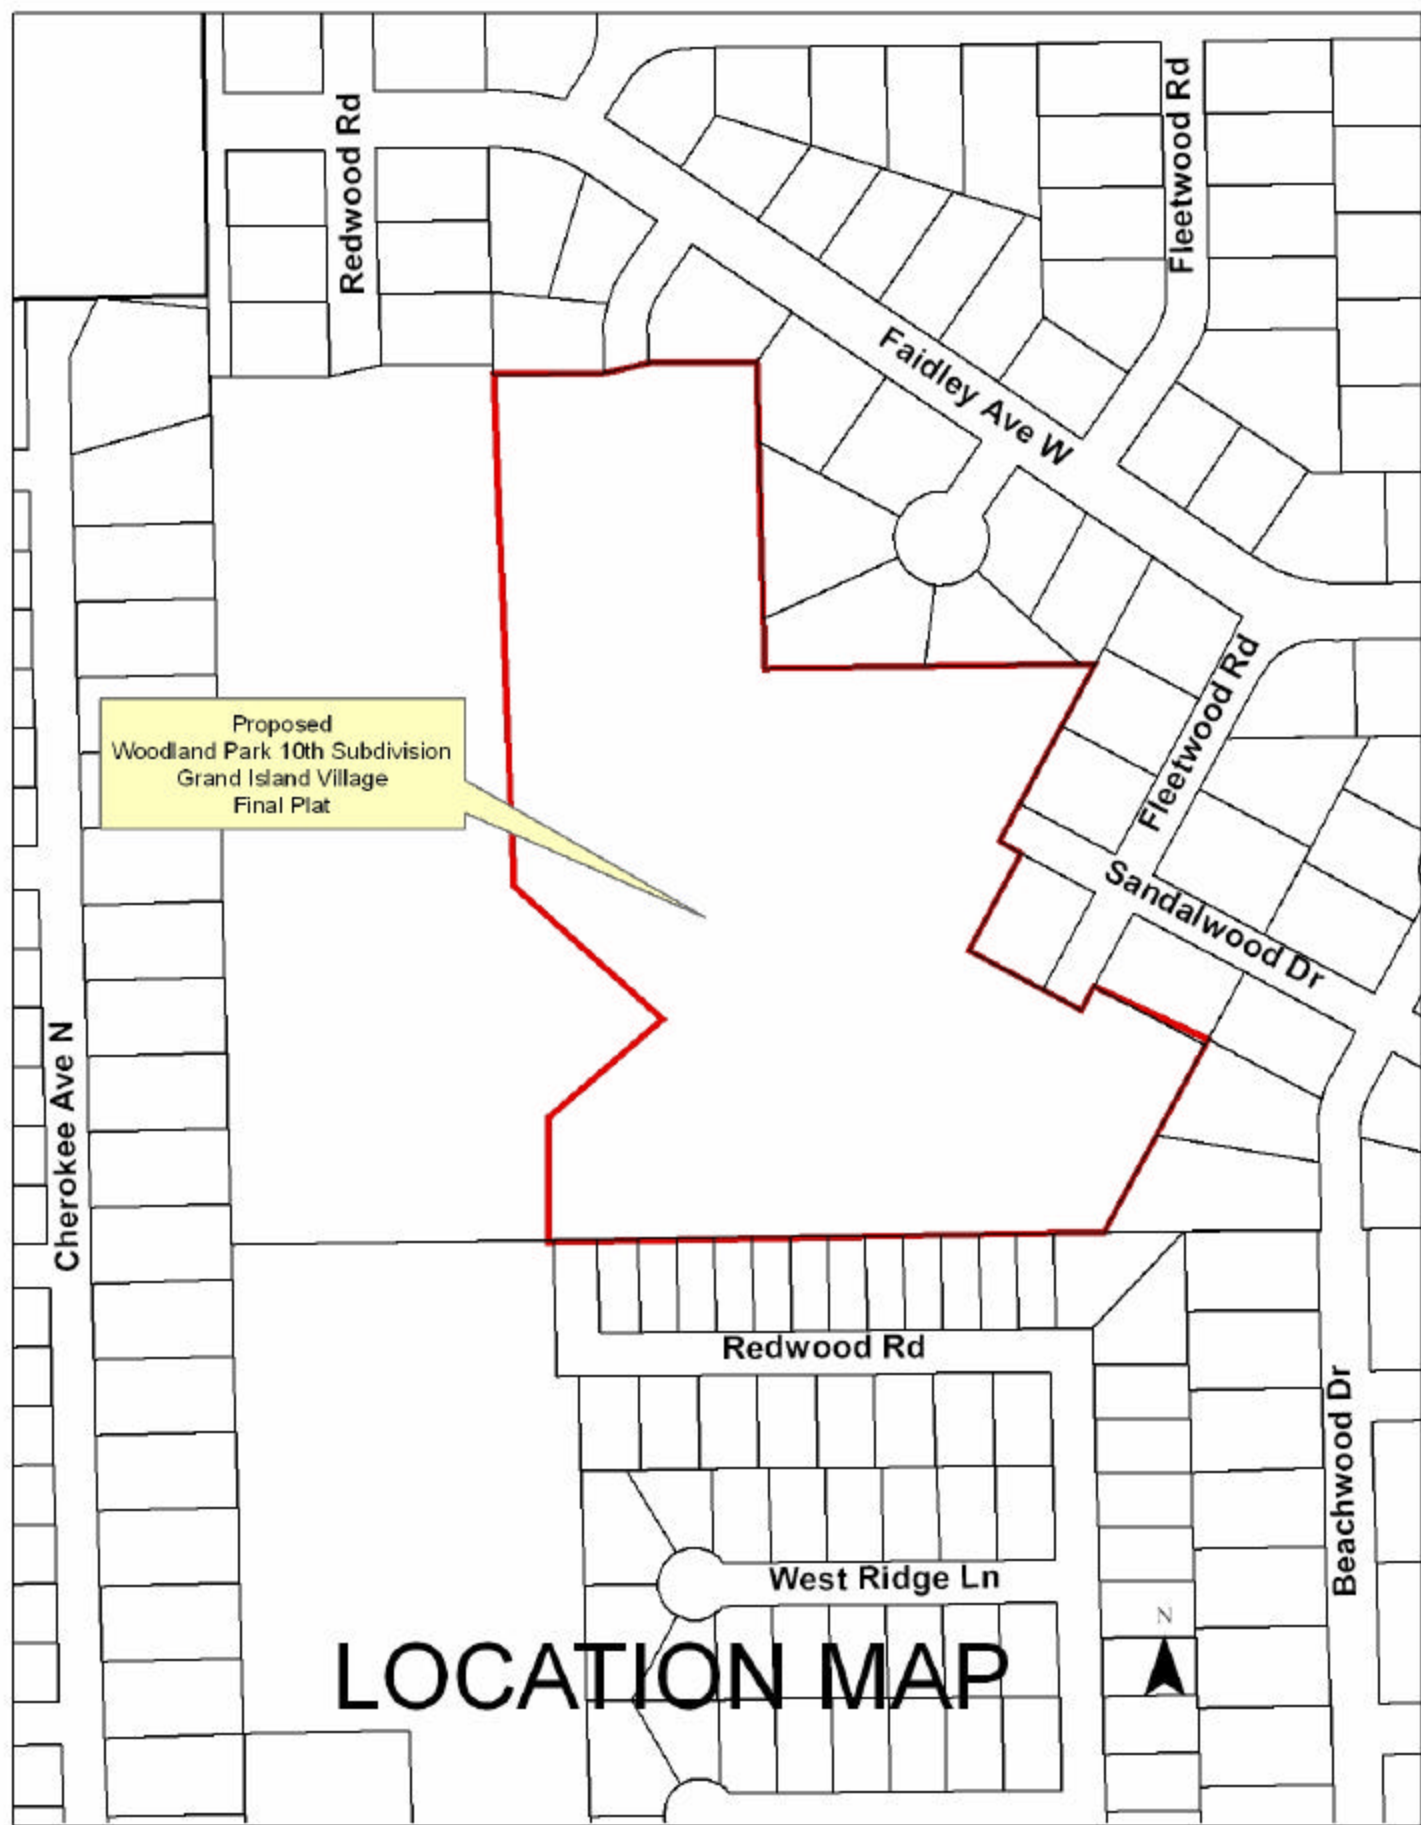 Redwood Rd
Fleetwood Rd
Faidley Ave W
Fleetwood Rd
Proposed
Woodland Park 10th Subdivision
Grand Island Village
Final Plat
Sandalwood Dr
Cherokee Ave N
Redwood Rd
Beachwood Dr
West Ridge Ln
N
LOCATION MAP